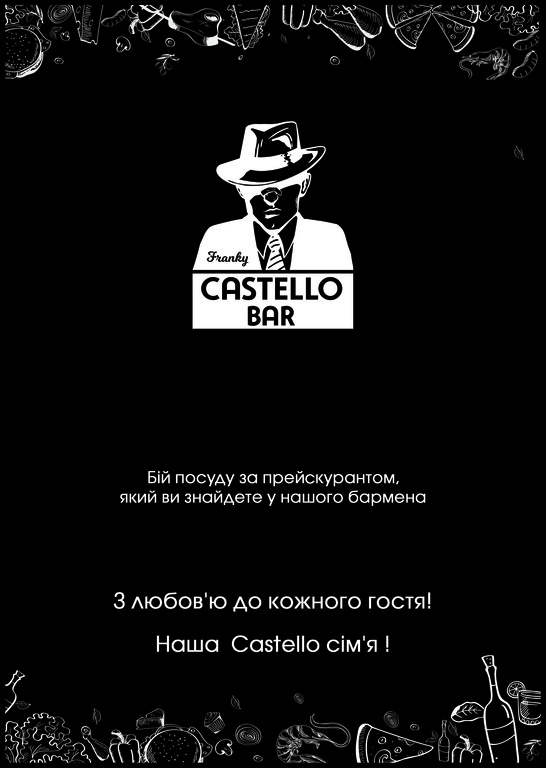 Franky
CASTELLO
BAR
Бій посуду за прейскурантом,
який ви знайдете у нашого бармена
З любов'ю до кожного гостя!
Наша Castello сім'я !